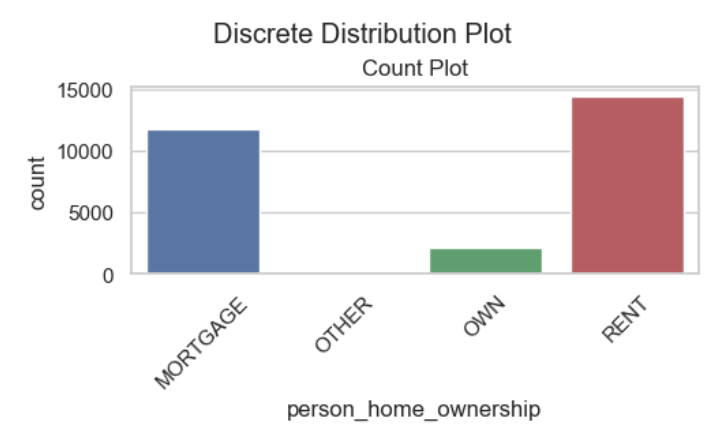 Discrete Distribution Plot
Count Plot
15000
10000
5000
0
count
MORTGAGE
OTHER
OWN
RENT
person_home_ownership